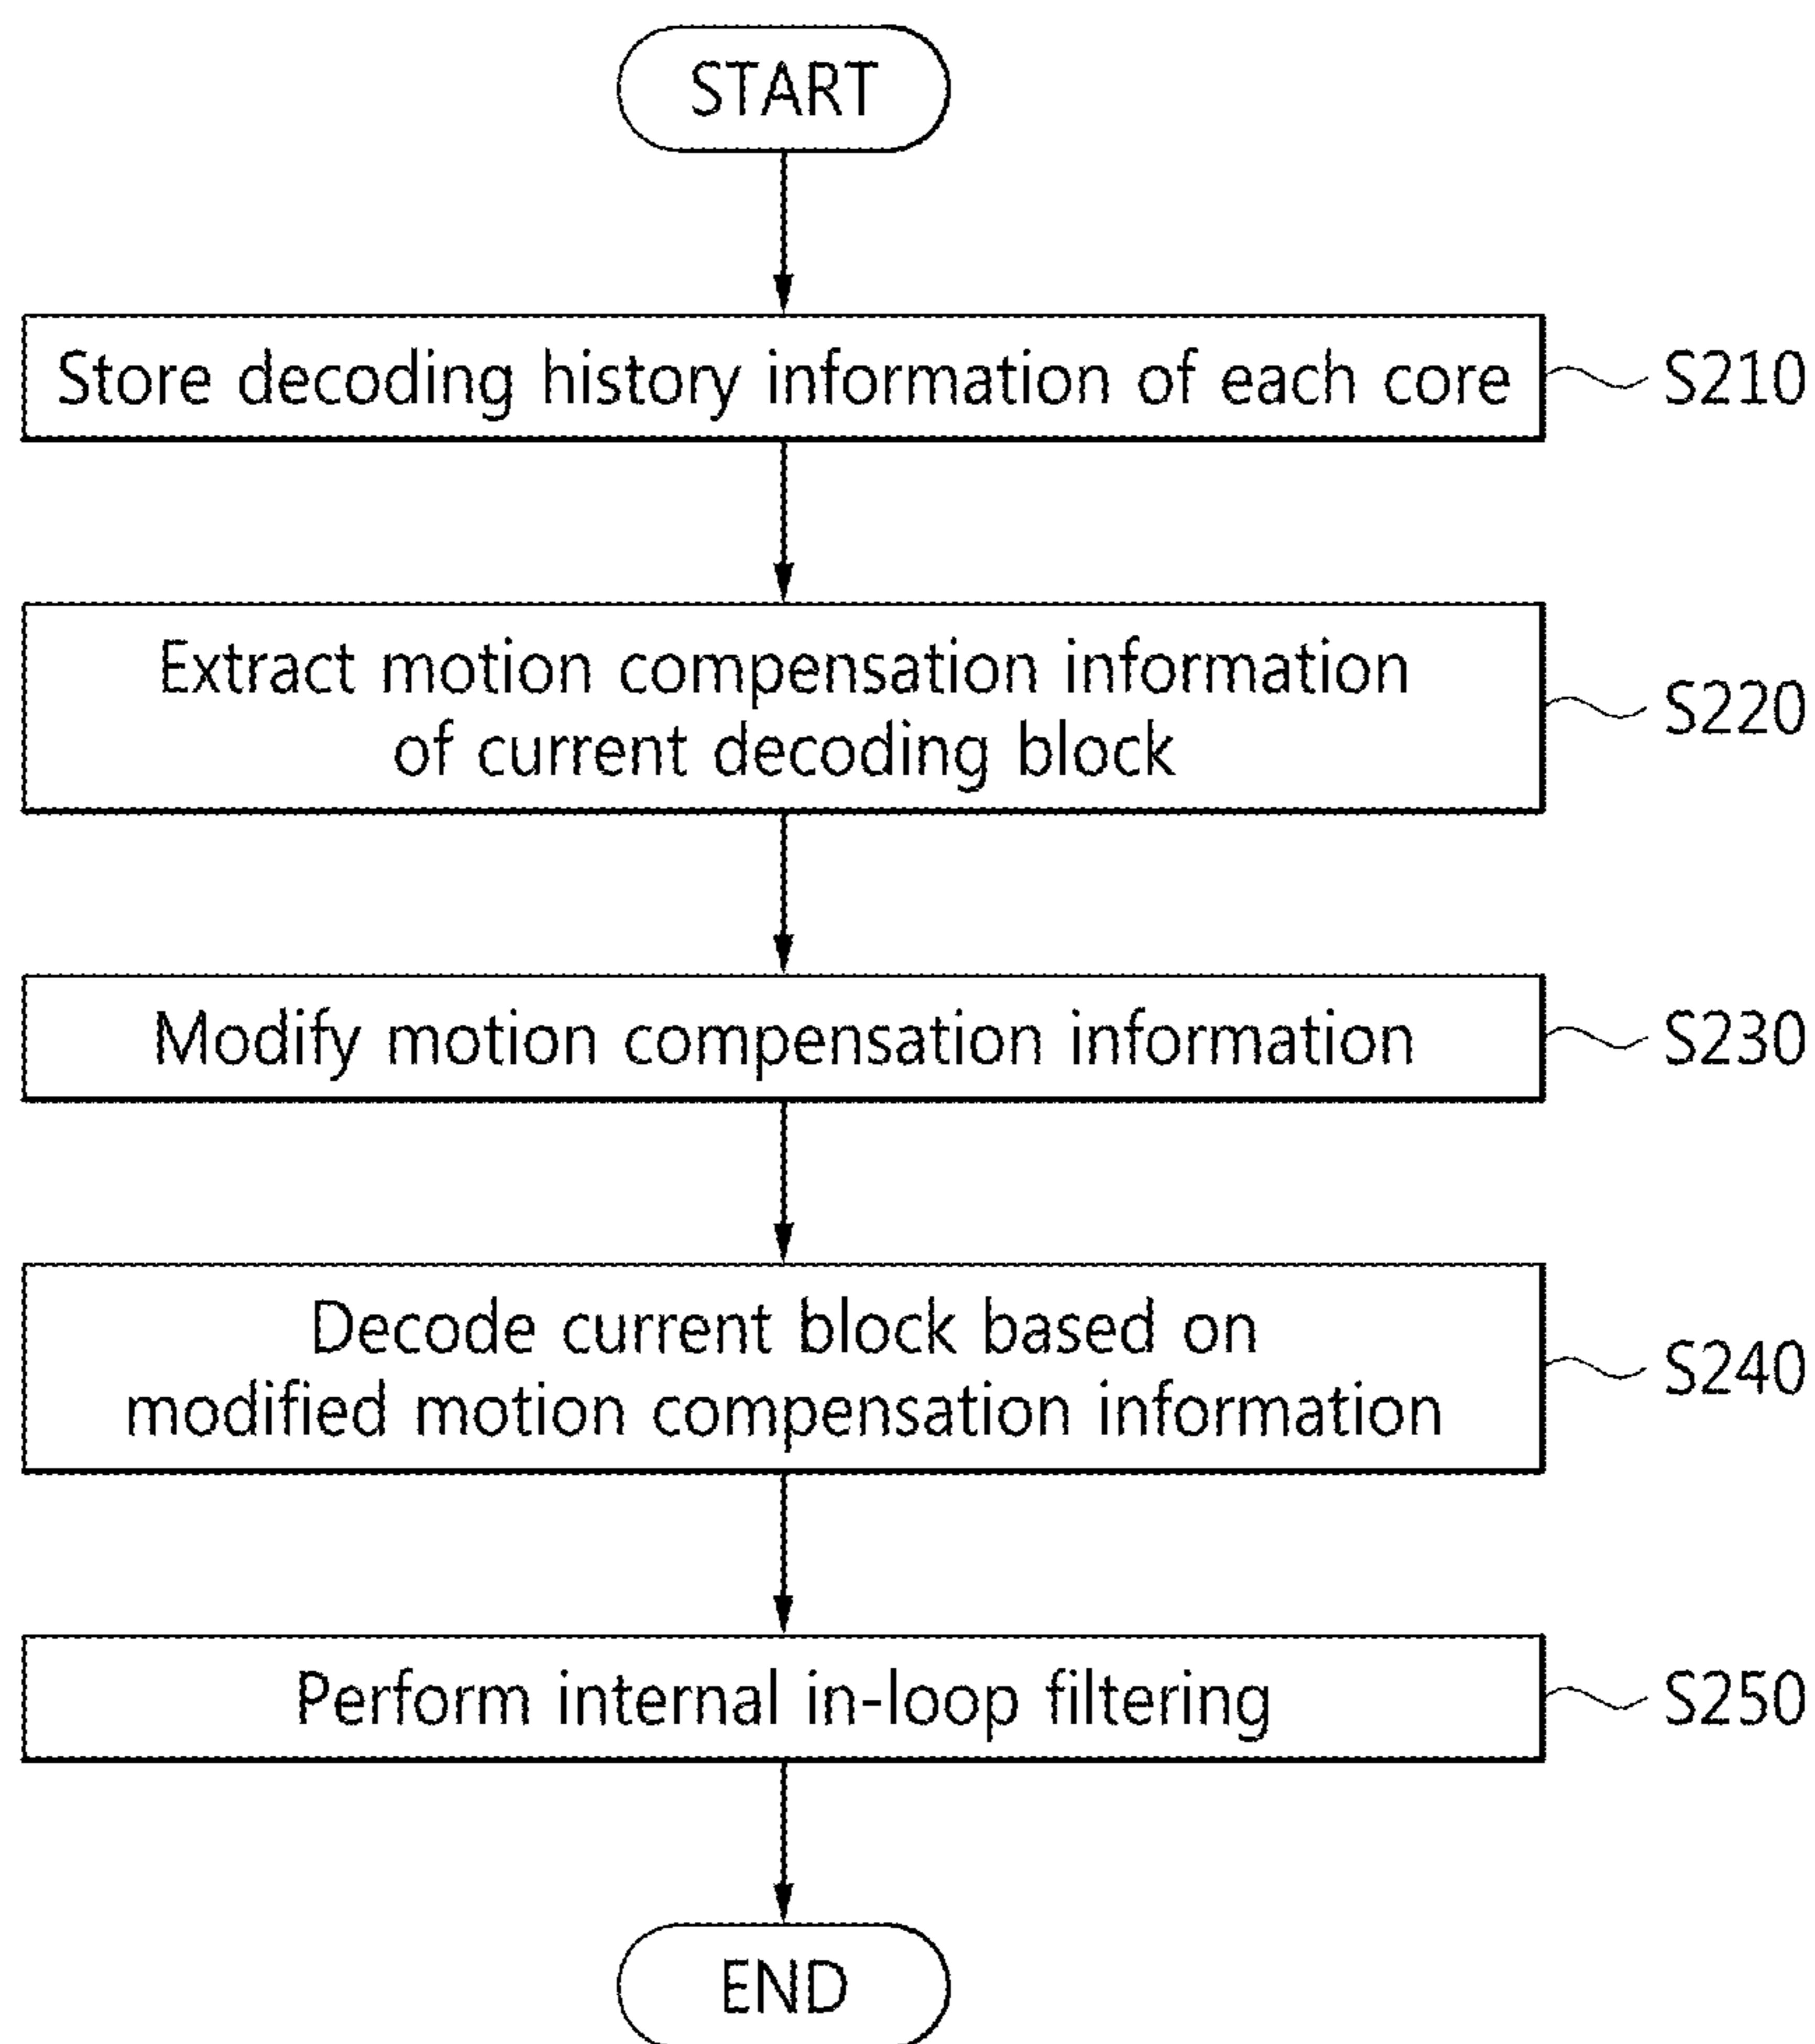 START
Store decoding history information of each core
S210
Extract motion compensation information
of current decoding block
S220
Modify motion compensation information
S230
Decode current block based on
modified motion compensation information
S240
Perform internal in-loop filtering
S250
END